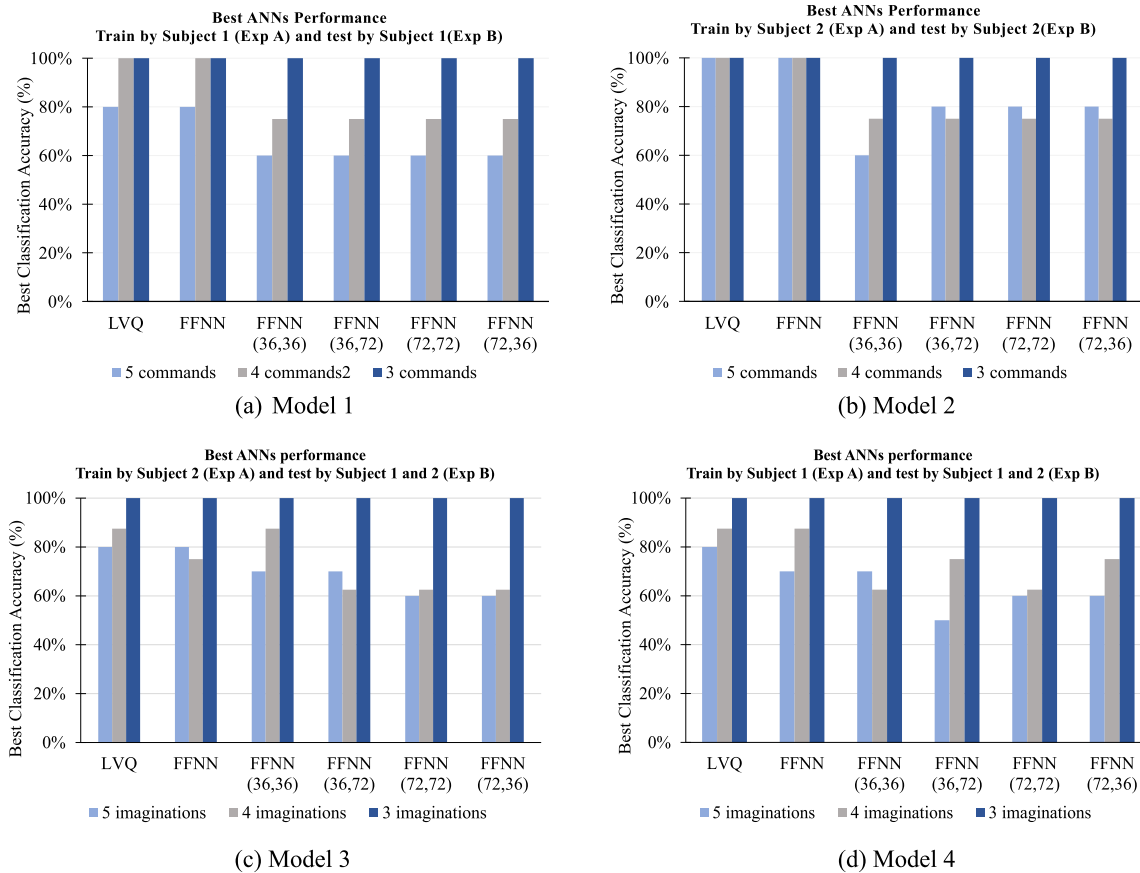 Best ANNs Performance
Train by Subject 1 (Exp A) and test by Subject 1(Exp B)
Best Classification Accuracy (%)
100%
80%
60%
40%
20%
0%
LVQ FFNN FFNN FFNN FFNN FFNN
(36,36) (36,72) (72,72) (72,36)
5 commands 4 commands2 3 commands
(a) Model 1
Best ANNs Performance
Train by Subject 2 (Exp A) and test by Subject 2(Exp B)
Best Classification Accuracy (%)
100%
80%
60%
40%
20%
0%
LVQ FFNN FFNN FFNN FFNN FFNN
(36,36) (36,72) (72,72) (72,36)
5 commands 4 commands 3 commands
(b) Model 2
Best ANNs performance
Train by Subject 2 (Exp A) and test by Subject 1 and 2 (Exp B)
Best Classification Accuracy (%)
100%
80%
60%
40%
20%
0%
LVQ FFNN FFNN FFNN FFNN FFNN
(36,36) (36,72) (72,72) (72,36)
5 imaginations 4 imaginations 3 imaginations
(c) Model 3
Best ANNs performance
Train by Subject 1 (Exp A) and test by Subject 1 and 2 (Exp B)
Best Classification Accuracy (%)
100%
80%
60%
40%
20%
0%
LVQ FFNN FFNN FFNN FFNN FFNN
(36,36) (36,72) (72,72) (72,36)
5 imaginations 4 imaginations 3 imaginations
(d) Model 4